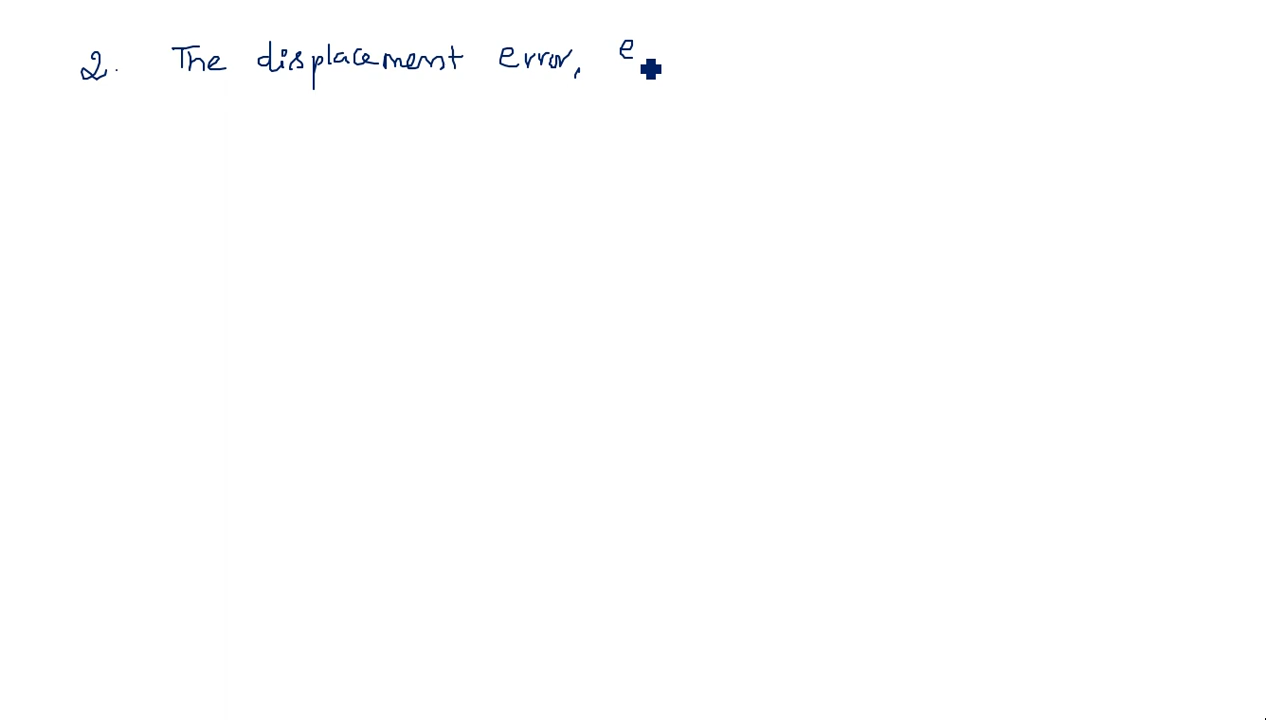 2. The displacement error, e